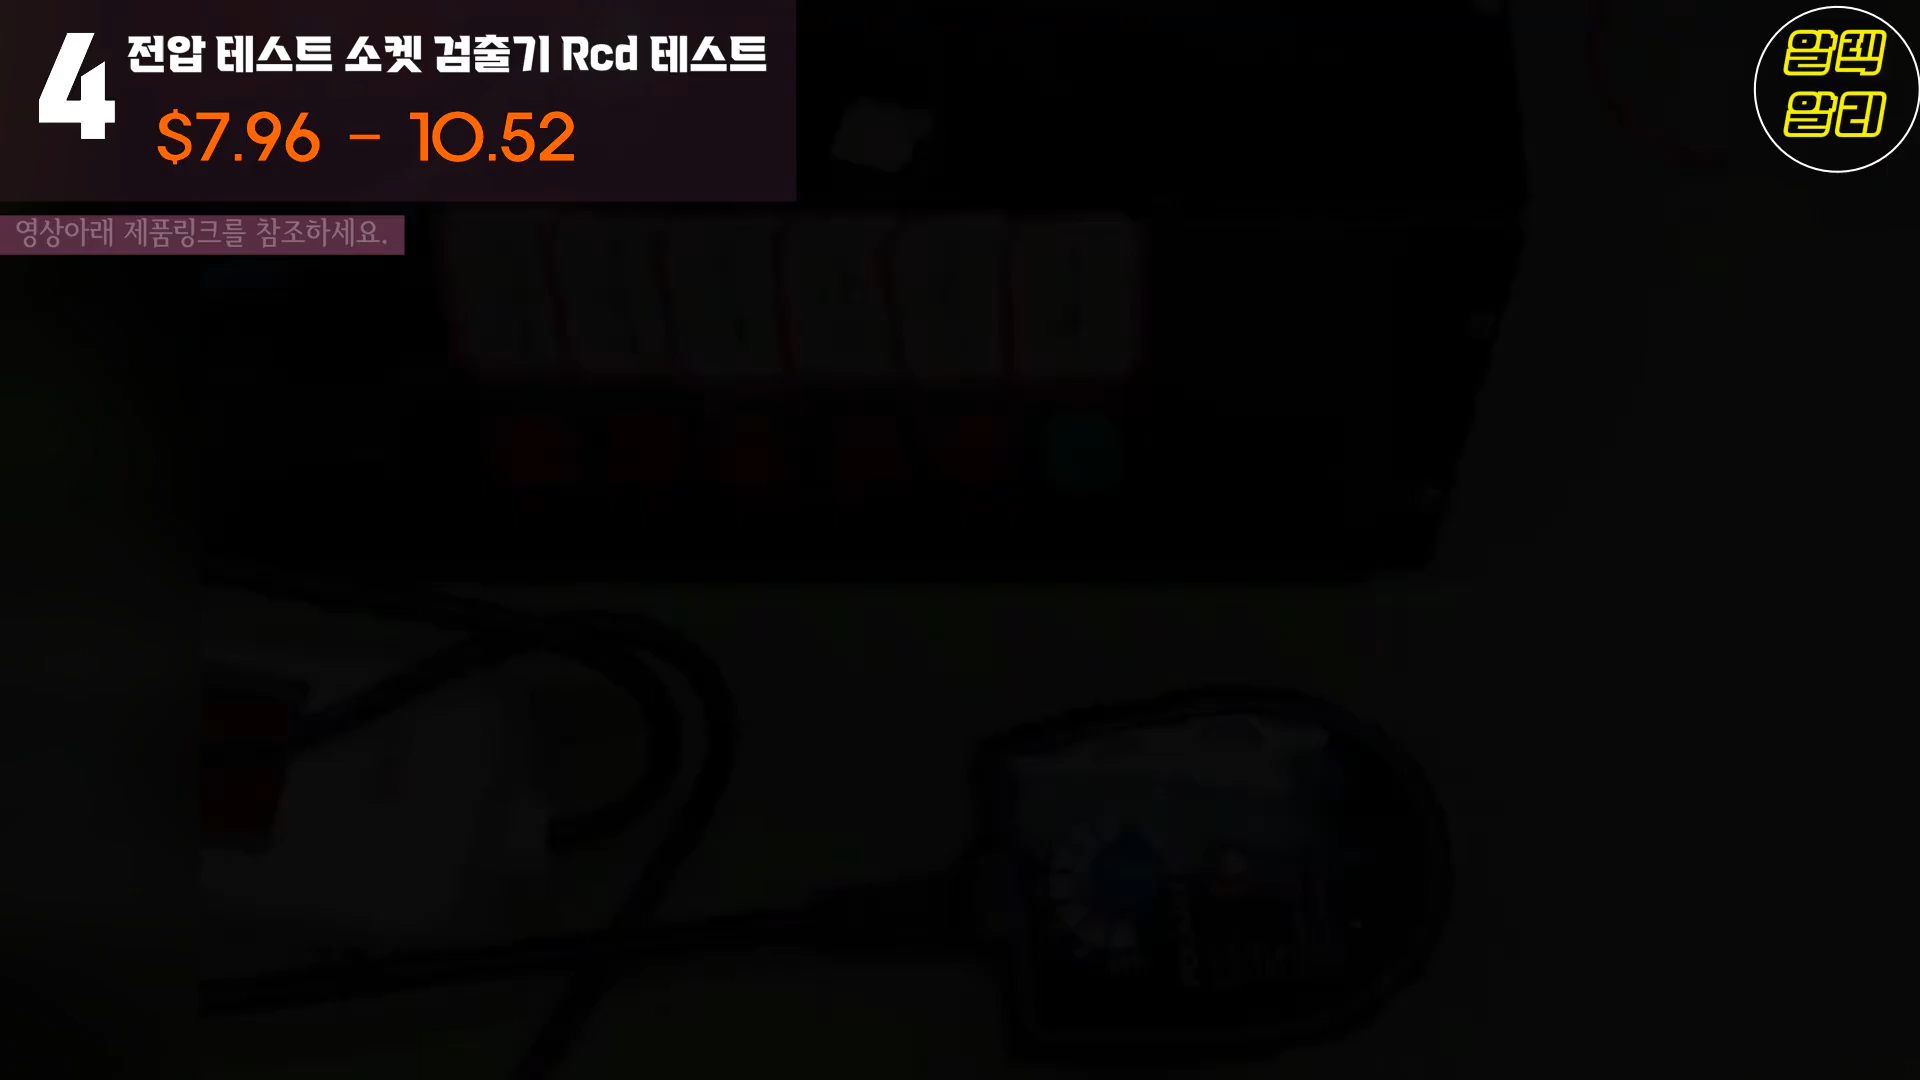 4
전압 테스트 소켓 검출기 Rcd 테스트
$7.96 - 10.52
영상아래 제품링크를 참조하세요.
알렉
알리